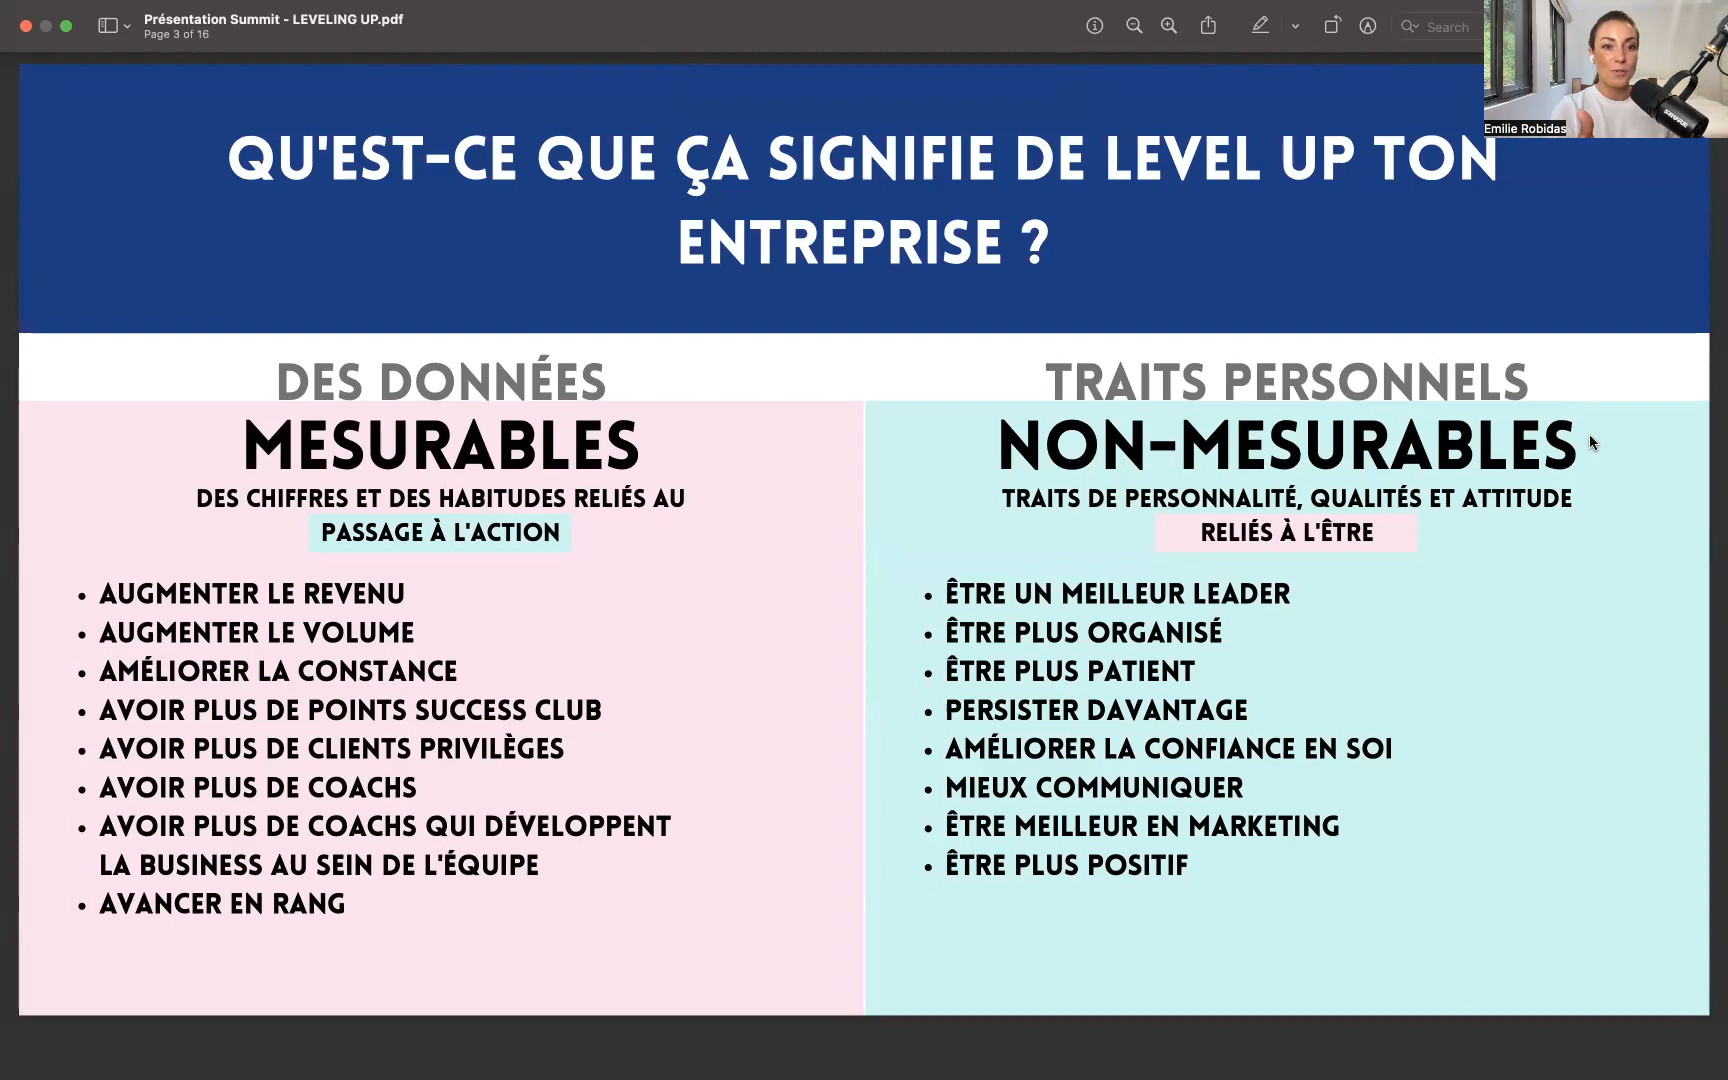 Présentation Summit - LEVELING UP.pdf
Page 3 of 16
Search
Emilie Robidas
SHURE
QU'EST-CE QUE ÇA SIGNIFIE DE LEVEL UP TON
ENTREPRISE ?
DES DONNÉES
MESURABLES
DES CHIFFRES ET DES HABITUDES RELIÉS AU
PASSAGE À L'ACTION
AUGMENTER LE REVENU
AUGMENTER LE VOLUME
AMÉLIORER LA CONSTANCE
AVOIR PLUS DE POINTS SUCCESS CLUB
AVOIR PLUS DE CLIENTS PRIVILÈGES
AVOIR PLUS DE COACHS
AVOIR PLUS DE COACHS QUI DÉVELOPPENT
LA BUSINESS AU SEIN DE L'ÉQUIPE
AVANCER EN RANG
TRAITS PERSONNELS
NON-MESURABLES
TRAITS DE PERSONNALITÉ, QUALITÉS ET ATTITUDE
RELIÉS À L'ÊTRE
ÊTRE UN MEILLEUR LEADER
ÊTRE PLUS ORGANISÉ
ÊTRE PLUS PATIENT
PERSISTER DAVANTAGE
AMÉLIORER LA CONFIANCE EN SOI
MIEUX COMMUNIQUER
ÊTRE MEILLEUR EN MARKETING
ÊTRE PLUS POSITIF